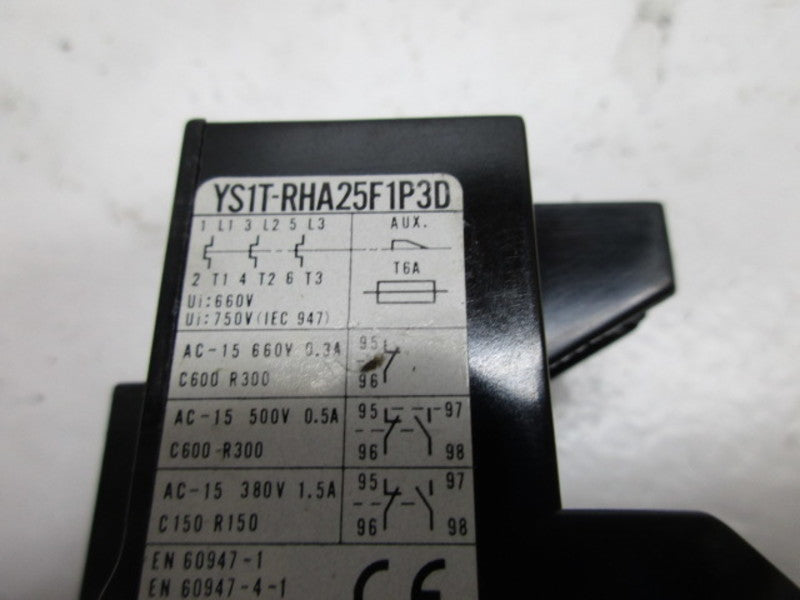 YS1T-RHA25F1P3D
1 L1 3 L2 5 L3 AUX.
2 T1 4 T2 6 T3 T6A
Ui:660V
Ui:750V(IEC 947)
AC-15 660V 0.3A 95
C600 R300 96
AC-15 500V 0.5A 95 97
C600 R300 96 98
AC-15 380V 1.5A 95 97
C150 R150 96 98
EN 60947-1
EN 60947-4-1
CE